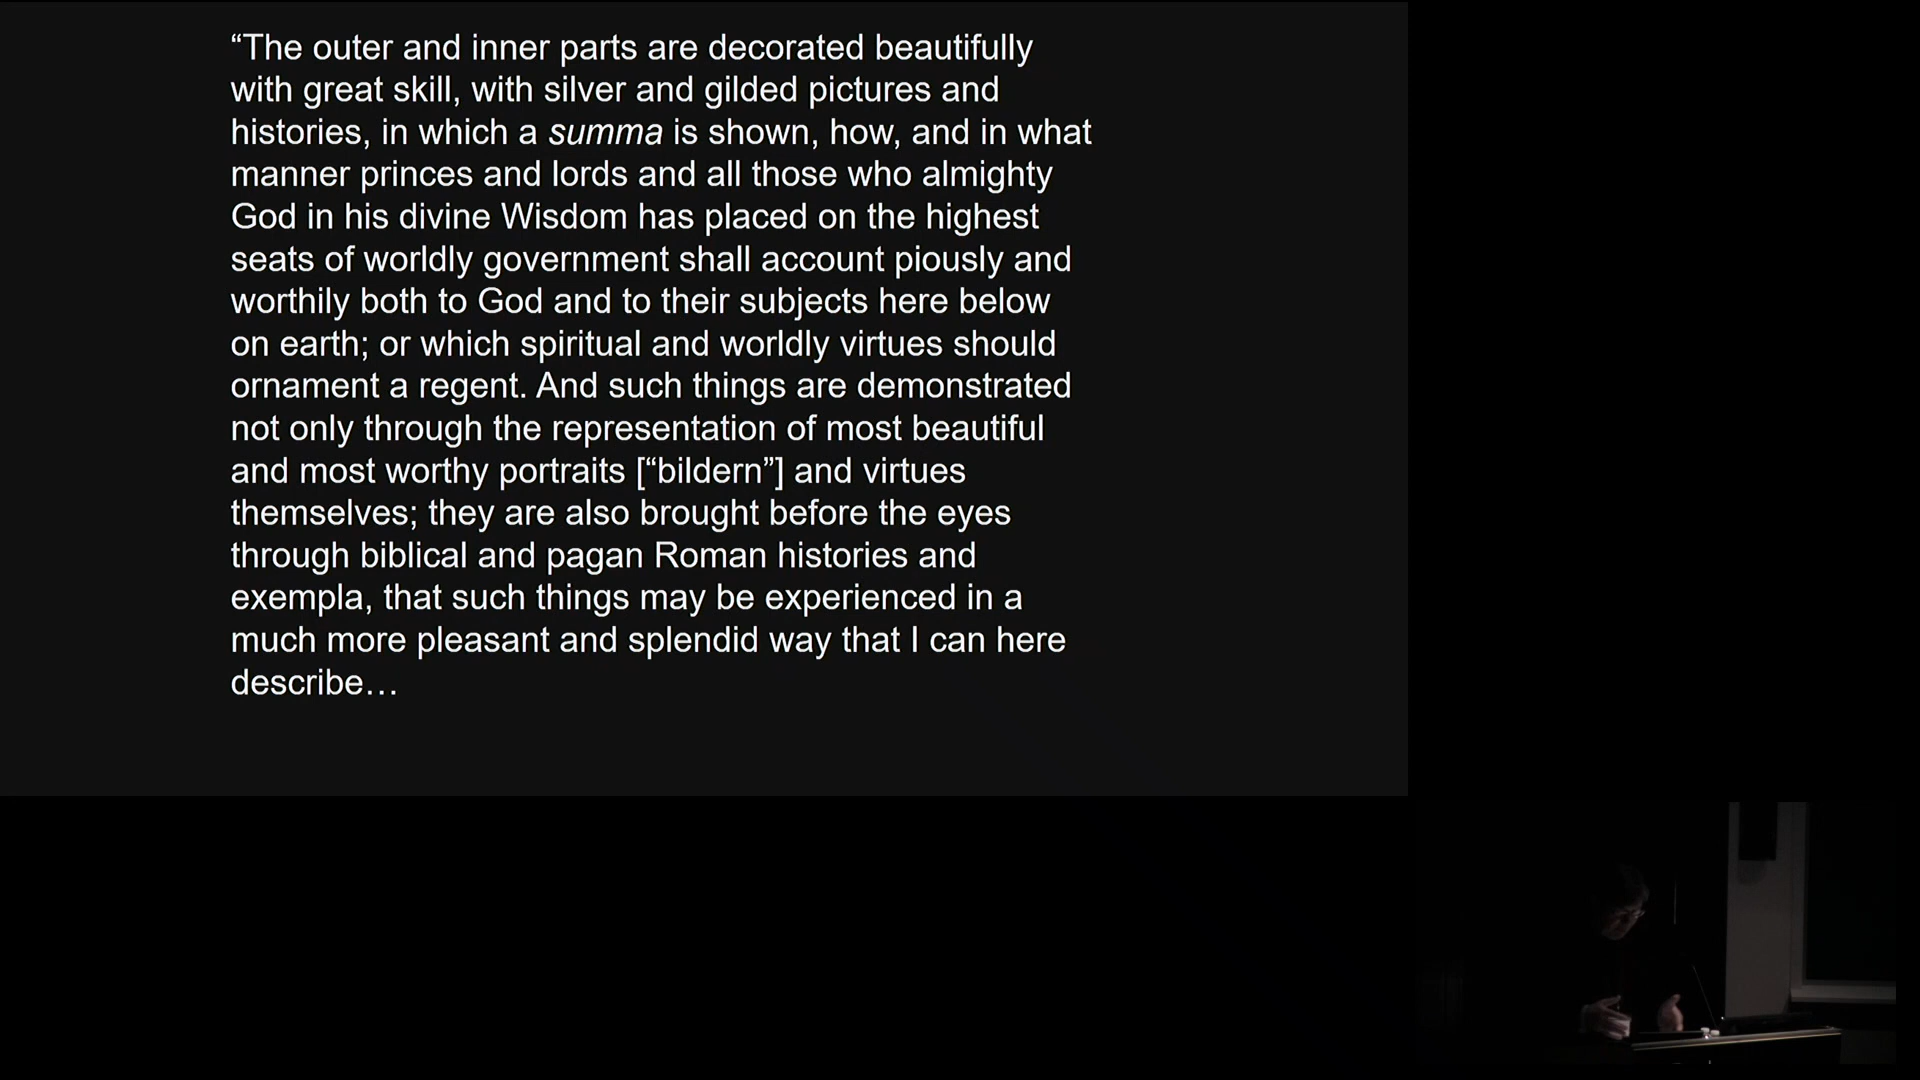 “The outer and inner parts are decorated beautifully
with great skill, with silver and gilded pictures and
histories, in which a summa is shown, how, and in what
manner princes and lords and all those who almighty
God in his divine Wisdom has placed on the highest
seats of worldly government shall account piously and
worthily both to God and to their subjects here below
on earth; or which spiritual and worldly virtues should
ornament a regent. And such things are demonstrated
not only through the representation of most beautiful
and most worthy portraits [“bildern”] and virtues
themselves; they are also brought before the eyes
through biblical and pagan Roman histories and
exempla, that such things may be experienced in a
much more pleasant and splendid way that I can here
describe…